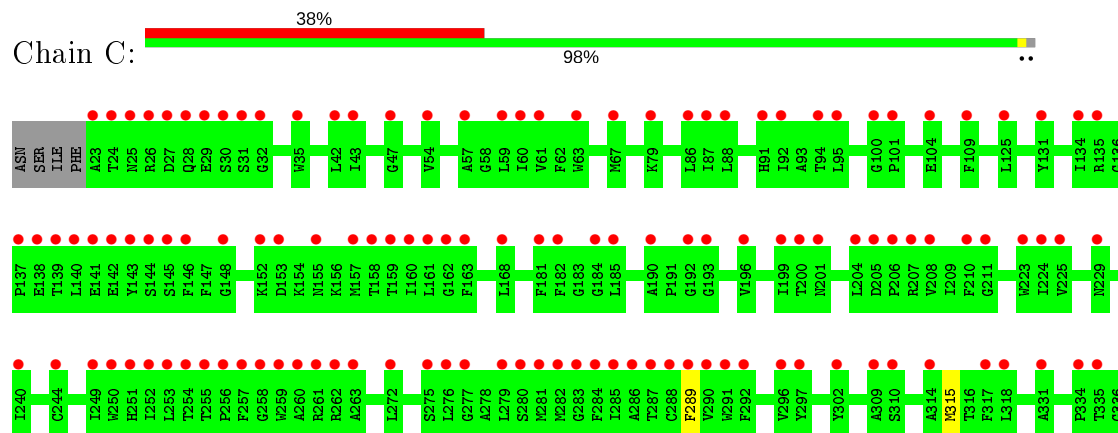 38%
Chain C:
98%
••
ASN SER ILE PHE A23 T24 N25 R26 D27 Q28 E29 S30 S31 G32 W35 L42 I43 G47 V54 A57 G58 L59 I60 V61 F62 W63 M67 K79 L86 I87 L88 H91 I92 A93 T94 L95 G100 P101 E104 F109 L125 Y131 I134 R135 G136
P137 E138 T139 L140 E141 E142 Y143 S144 S145 F146 F147 G148 K152 D153 K154 N155 K156 M157 T158 T159 I160 L161 G162 F163 L168 F181 F182 G183 G184 L185 A190 P191 G192 G193 V196 I199 T200 N201 L204 D205 P206 R207 V208 I209 F210 G211 W223 I224 V225 N229
I240 C244 I249 W250 H251 I252 L253 T254 T255 P256 F257 G258 W259 A260 R261 R262 A263 L272 S275 L276 G277 A278 L279 S280 M281 M282 G283 F284 I285 A286 T287 C288 F289 V290 W291 F292 V296 Y297 Y302 A309 S310 A314 M315 T316 F317 L318 A331 P334 T335 G336